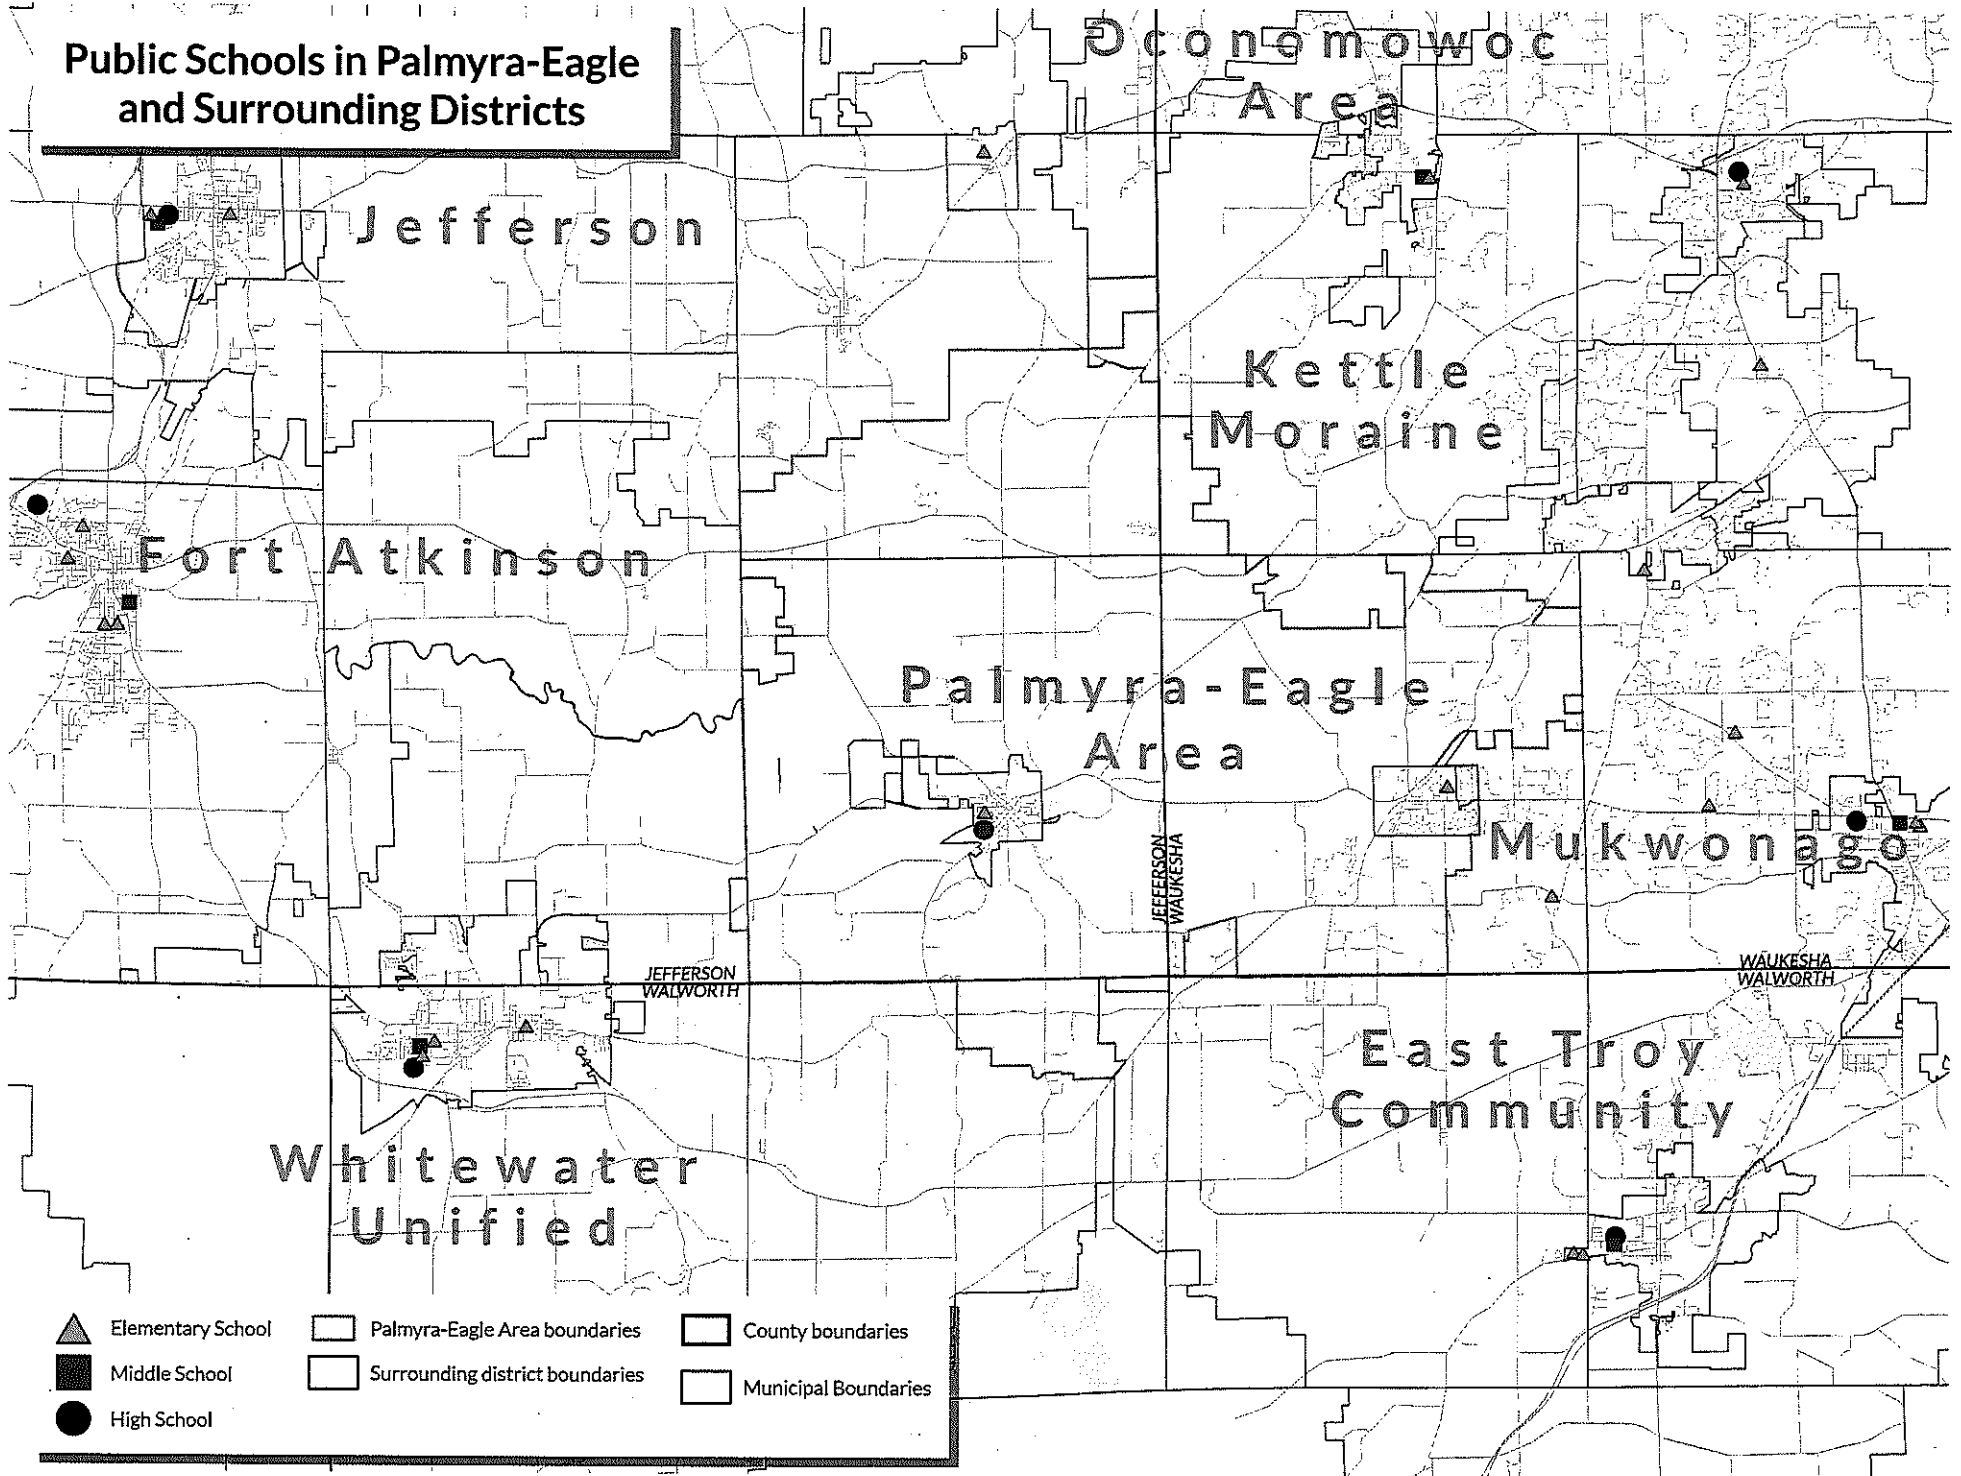 Public Schools in Palmyra-Eagle
and Surrounding Districts
Oconomowoc
Area
Jefferson
Kettle
Moraine
Fort Atkinson
Palmyra-Eagle
Area
Mukwonago
JEFFERSON
WAUKESHA
JEFFERSON
WALWORTH
WAUKESHA
WALWORTH
East Troy
Community
Whitewater
Unified
Elementary School
Middle School
High School
Palmyra-Eagle Area boundaries
Surrounding district boundaries
County boundaries
Municipal Boundaries